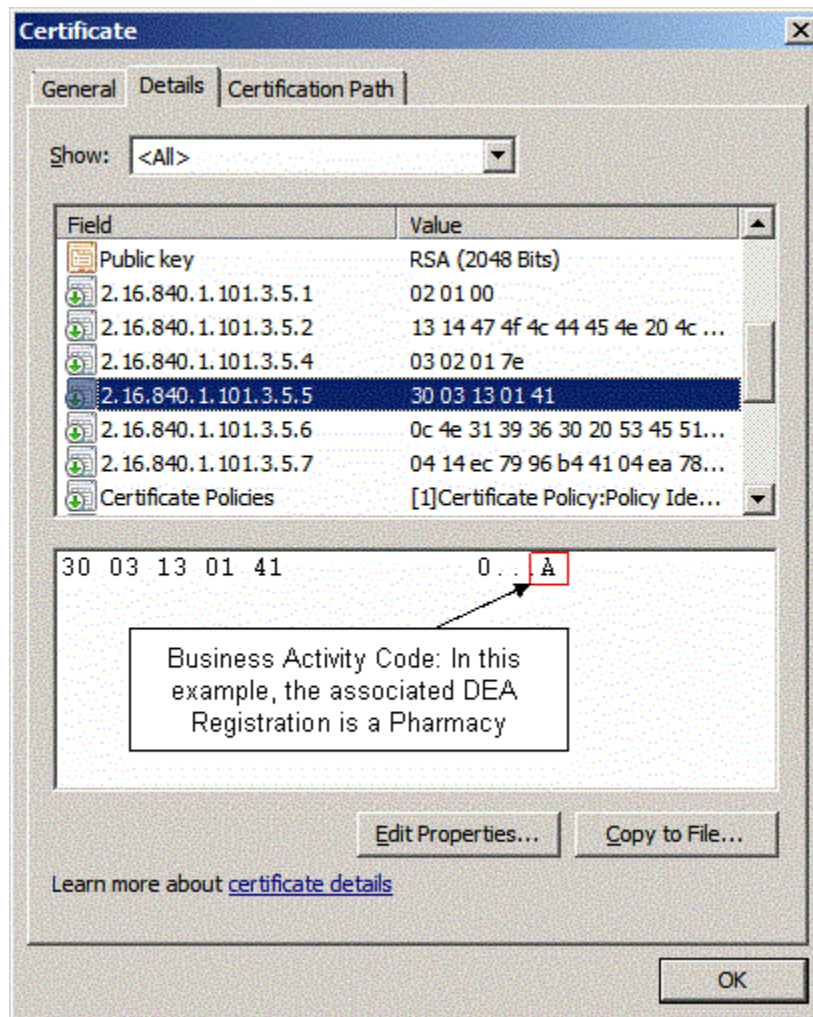 Certificate
General Details Certification Path
Show: <All>
Field Value
Public key RSA (2048 Bits)
2.16.840.1.101.3.5.1 02 01 00
2.16.840.1.101.3.5.2 13 14 47 4f 4c 44 45 4e 20 4c ...
2.16.840.1.101.3.5.4 03 02 01 7e
2.16.840.1.101.3.5.5 30 03 13 01 41
2.16.840.1.101.3.5.6 0c 4e 31 39 36 30 20 53 45 51...
2.16.840.1.101.3.5.7 04 14 ec 79 96 b4 41 04 ea 78...
Certificate Policies [1]Certificate Policy:Policy Ide...
30 03 13 01 41 0...A
Business Activity Code: In this
example, the associated DEA
Registration is a Pharmacy
Edit Properties... Copy to File...
Learn more about certificate details
OK